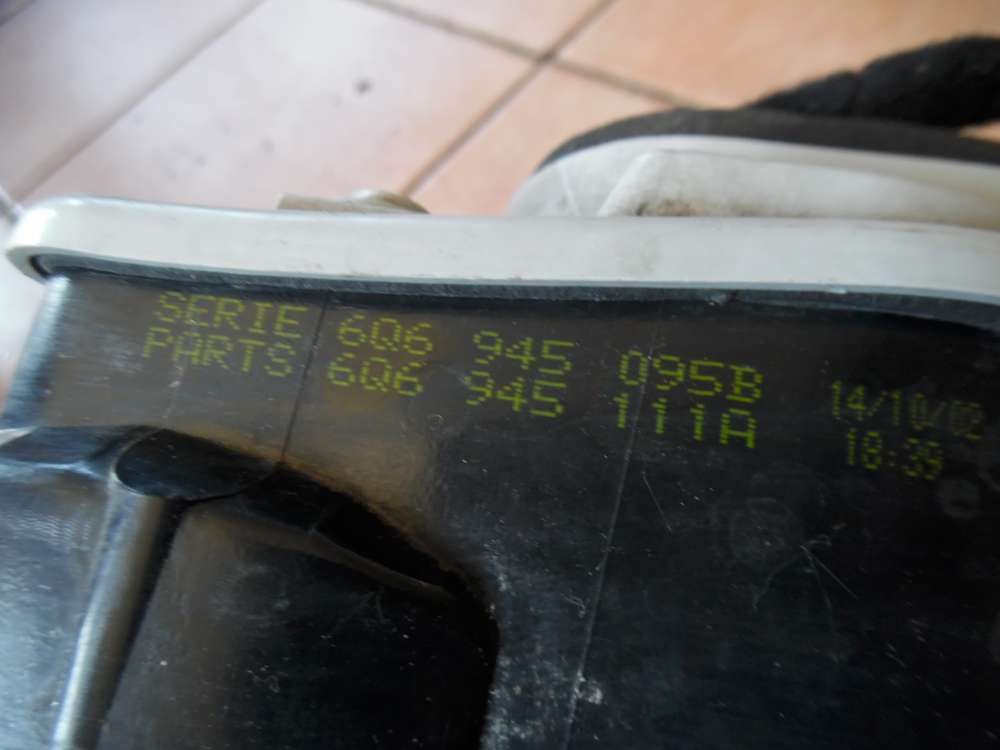 SERIE 6Q6 945 095B
PARTS 6Q6 945 111A
14/10/02
18:39